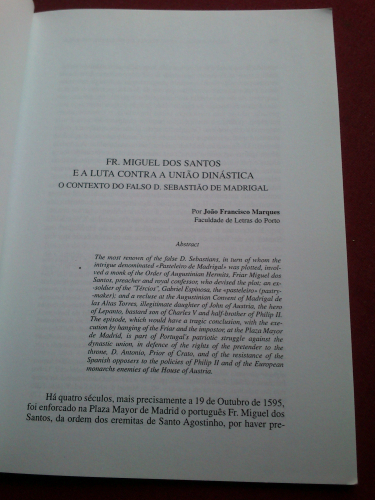 FR. MIGUEL DOS SANTOS
E A LUTA CONTRA A UNIÃO DINÁSTICA
O CONTEXTO DO FALSO D. SEBASTIÃO DE MADRIGAL
Por João Francisco Marques
Faculdade de Letras do Porto
Abstract
The most renown of the false D. Sebastians, in turn of whom the
intrigue denominated «Pasteleiro de Madrigal» was plotted, invol-
ved a monk of the Order of Augustinian Hermits, Friar Miguel dos
Santos, preacher and royal confessor, who devised the plot; an ex-
soldier of the 'Tércios', Gabriel Espinosa, the «pasteleiro» (pastry-
-maker); and a recluse at the Augustinian Convent of Madrigal de
las Altas Torres, illegitimate daughter of John of Austria, the hero
of Lepanto, bastard son of Charles V and half-brother of Philip II.
The episode, which would have a tragic conclusion, with the exe-
cution by hanging of the Friar and the impostor, at the Plaza Mayor
de Madrid, is part of Portugal's patriotic struggle against the
dynastic union, in defence of the rights of the pretender to the
throne, D. Antonio, Prior of Crato, and of the resistance of the
Spanish opposers to the policies of Philip II and of the European
monarchs enemies of the House of Austria.
Há quatro séculos, mais precisamente a 19 de Outubro de 1595,
foi enforcado na Plaza Mayor de Madrid o português Fr. Miguel dos
Santos, da ordem dos eremitas de Santo Agostinho, por haver pre-